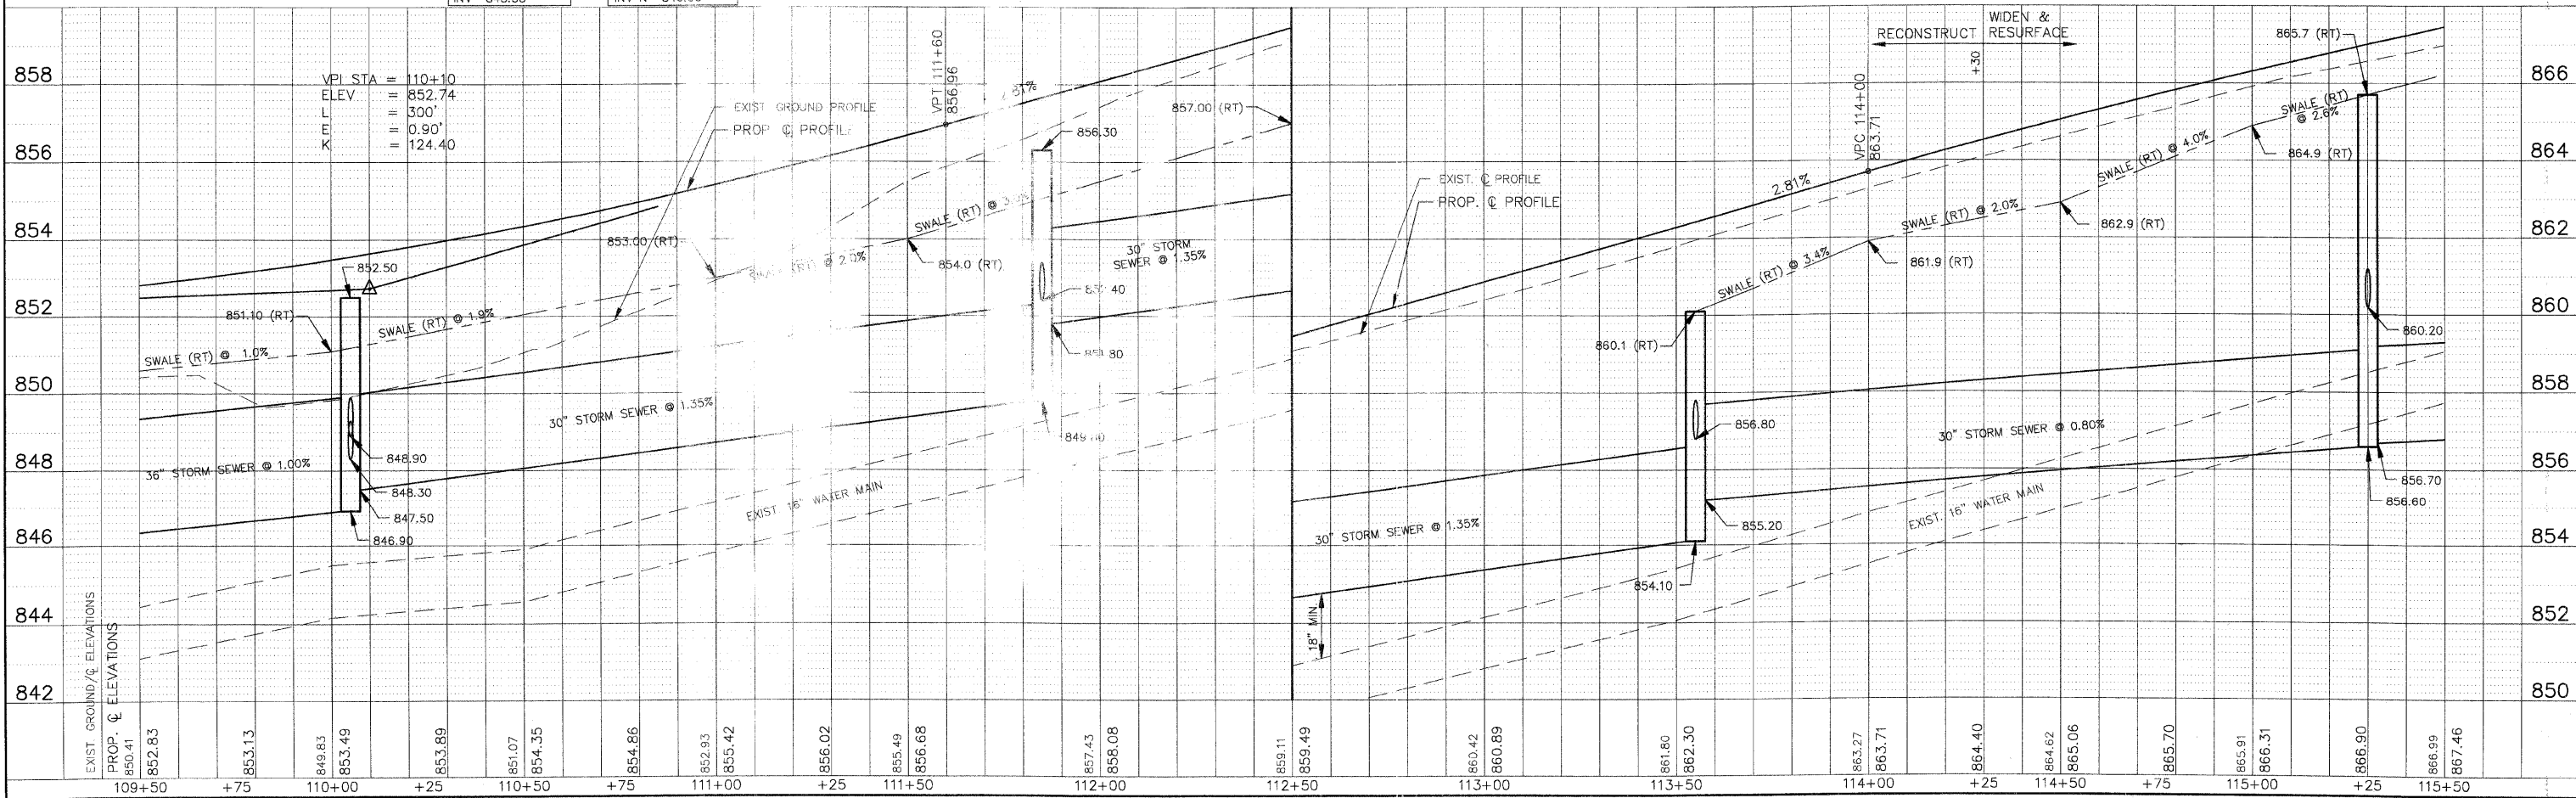 WIDEN &
RECONSTRUCT RESURFACE
+30
865.7 (RT)
858
856
854
852
850
848
846
844
842
866
864
862
860
858
856
854
852
850
VPI STA = 110+10
ELEV = 852.74
L = 300'
E = 0.90'
K = 124.40
EXIST GROUND PROFILE
PROP ℄ PROFILE
VPT 111+60
856.96
856.30
857.00 (RT)
853.00 (RT)
SWALE (RT) @
854.0 (RT)
30" STORM
SEWER @ 1.35%
852.50
851.10 (RT)
SWALE (RT) @ 1.9%
SWALE (RT) @ 1.0%
30" STORM SEWER @ 1.35%
36" STORM SEWER @ 1.00%
848.90
848.30
847.50
846.90
EXIST 16" WATER MAIN
EXIST. ℄ PROFILE
PROP. ℄ PROFILE
VPC 114+00
863.71
2.81%
SWALE (RT) @ 3.4%
SWALE (RT) @ 2.0%
SWALE (RT) @ 4.0%
SWALE (RT)
@ 2.6%
864.9 (RT)
862.9 (RT)
861.9 (RT)
860.1 (RT)
860.20
856.80
30" STORM SEWER @ 0.80%
856.70
856.60
855.20
EXIST. 16" WATER MAIN
30" STORM SEWER @ 1.35%
854.10
18" MIN.
EXIST. GROUND/℄ ELEVATIONS
PROP. ℄ ELEVATIONS
850.41
852.83
853.13
849.83
853.49
853.89
851.07
854.35
854.86
852.93
855.42
856.02
855.49
856.68
857.43
858.08
859.11
859.49
860.42
860.89
861.80
862.30
863.27
863.71
864.40
864.62
865.06
865.70
865.91
866.31
866.90
866.99
867.46
109+50 +75 110+00 +25 110+50 +75 111+00 +25 111+50 112+00 112+50 113+00 113+50 114+00 +25 114+50 +75 115+00 +25 115+50